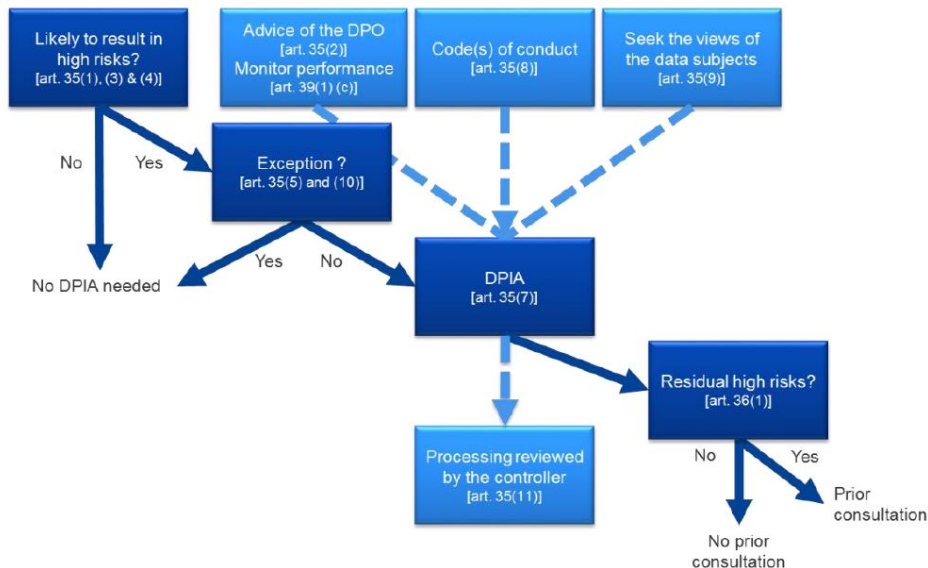 Likely to result in
high risks?
[art. 35(1), (3) & (4)]
Advice of the DPO
[art. 35(2)]
Monitor performance
[art. 39(1) (c)]
Code(s) of conduct
[art. 35(8)]
Seek the views of
the data subjects
[art. 35(9)]
No
Yes
Exception ?
[art. 35(5) and (10)]
Yes
No
No DPIA needed
DPIA
[art. 35(7)]
Residual high risks?
[art. 36(1)]
Processing reviewed
by the controller
[art. 35(11)]
No
Yes
Prior
consultation
No prior
consultation